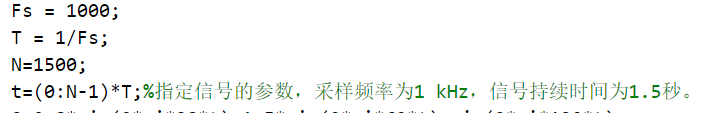 Fs = 1000;
T = 1/Fs;
N=1500;
t=(0:N-1)*T;%指定信号的参数，采样频率为1 kHz，信号持续时间为1.5秒。